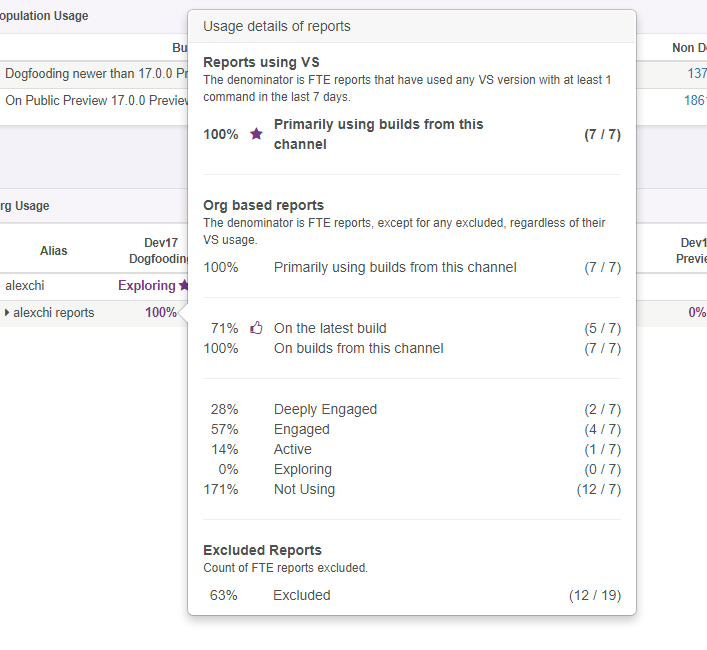 opulation Usage
Usage details of reports
Bu
Non D
Dogfooding newer than 17.0.0 Pr
137
On Public Preview 17.0.0 Preview
186
Reports using VS
The denominator is FTE reports that have used any VS version with at least 1
command in the last 7 days.
100% Primarily using builds from this
channel
(7 / 7)
Org based reports
The denominator is FTE reports, except for any excluded, regardless of their
VS usage.
100% Primarily using builds from this channel (7 / 7)
71% On the latest build (5 / 7)
100% On builds from this channel (7 / 7)
28% Deeply Engaged (2 / 7)
57% Engaged (4 / 7)
14% Active (1 / 7)
0% Exploring (0 / 7)
171% Not Using (12 / 7)
Excluded Reports
Count of FTE reports excluded.
63% Excluded (12 / 19)
rg Usage
Alias
Dev17
Dogfooding
Dev1
Previe
alexchi Exploring
alexchi reports 100%
0%